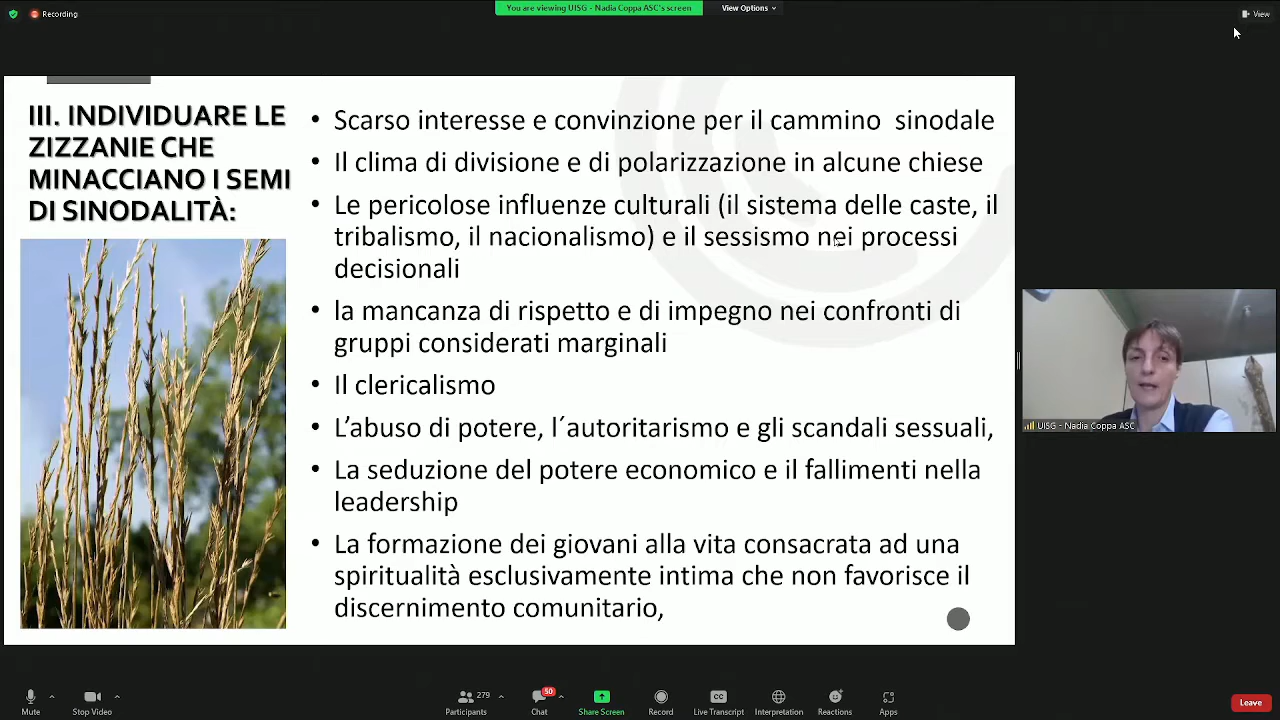 Recording
You are viewing UISG - Nadia Coppa ASC's screen
View Options
View
III. INDIVIDUARE LE
ZIZZANIE CHE
MINACCIANO I SEMI
DI SINODALITÀ:
• Scarso interesse e convinzione per il cammino sinodale
• Il clima di divisione e di polarizzazione in alcune chiese
• Le pericolose influenze culturali (il sistema delle caste, il
tribalismo, il nacionalismo) e il sessismo nei processi
decisionali
• la mancanza di rispetto e di impegno nei confronti di
gruppi considerati marginali
• Il clericalismo
• L’abuso di potere, l´autoritarismo e gli scandali sessuali,
• La seduzione del potere economico e il fallimenti nella
leadership
• La formazione dei giovani alla vita consacrata ad una
spiritualità esclusivamente intima che non favorisce il
discernimento comunitario,
UISG - Nadia Coppa ASC
Mute
Stop Video
279
Participants
50
Chat
Share Screen
Record
CC
Live Transcript
Interpretation
Reactions
Apps
Leave